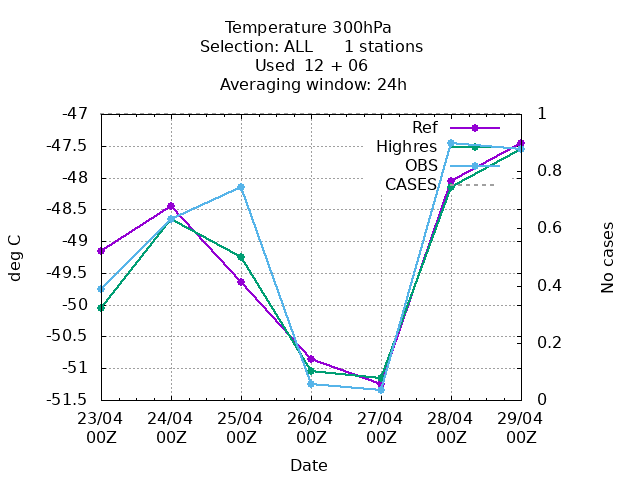 Temperature 300hPa
Selection: ALL      1 stations
Used  12 + 06
Averaging window: 24h
-47
-47.5
-48
-48.5
-49
-49.5
-50
-50.5
-51
-51.5
deg C
1
0.8
0.6
0.4
0.2
0
No cases
Ref
Highres
OBS
CASES
23/04 24/04 25/04 26/04 27/04 28/04 29/04
00Z 00Z 00Z 00Z 00Z 00Z 00Z
Date